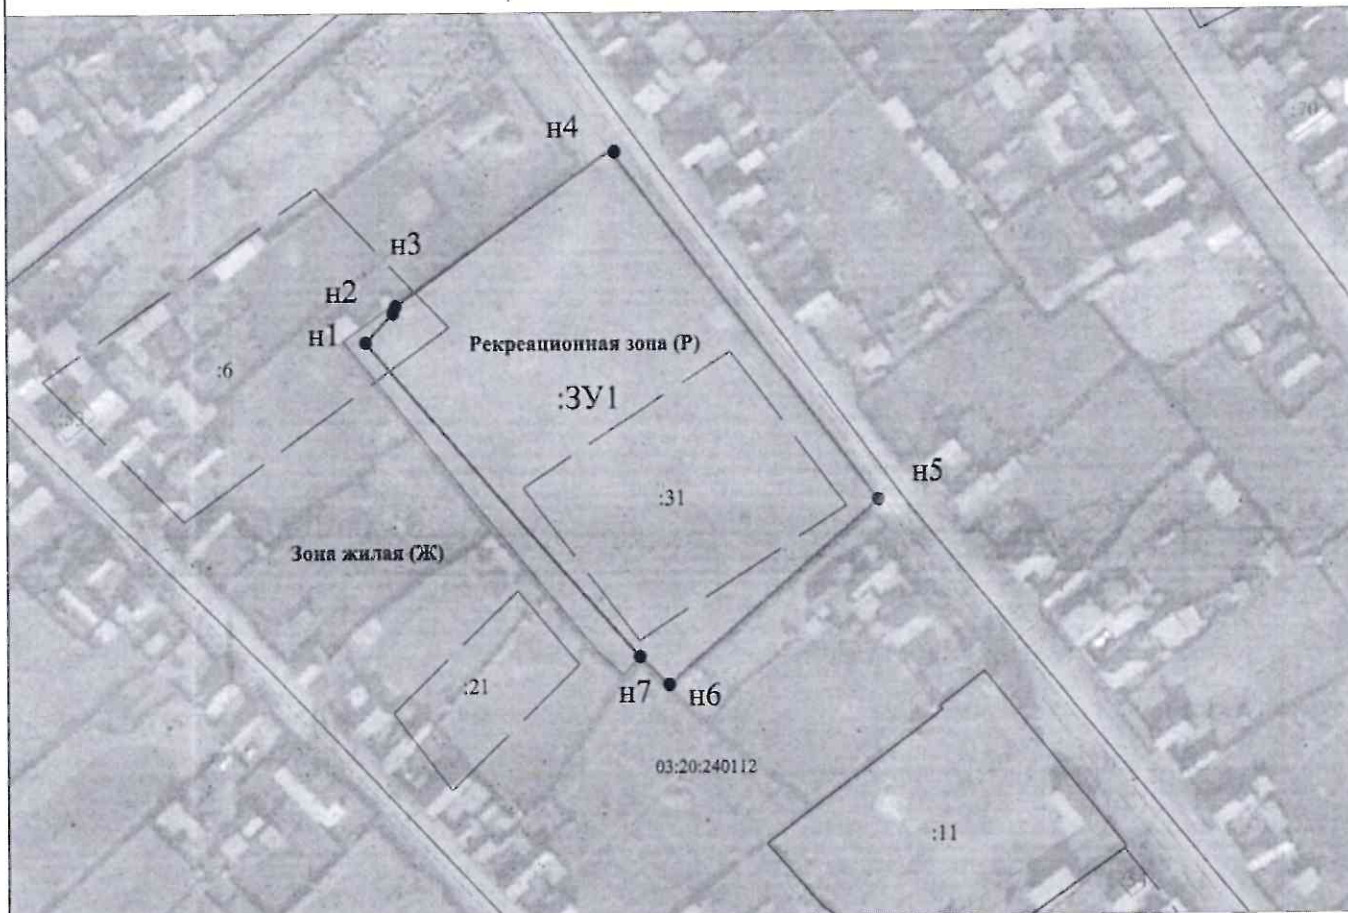 :70
н4
н3
н2
н1
Рекреационная зона (Р)
:6
:ЗУ1
н5
:31
Зона жилая (Ж)
:21
н7
н6
03:20:240112
:11